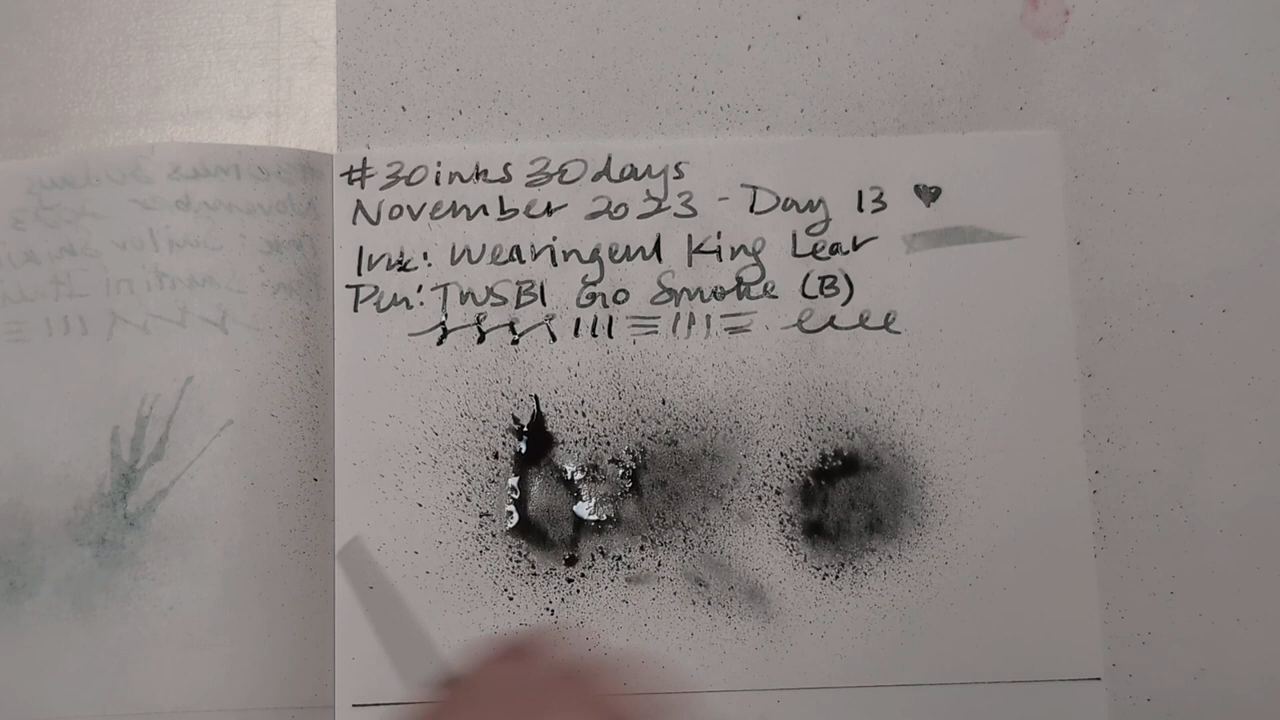 #30inks30days
November 2023 - Day 13 ♥
Ink: Wearingeul King Lear
Pen: TWSBI Go Smoke (B)